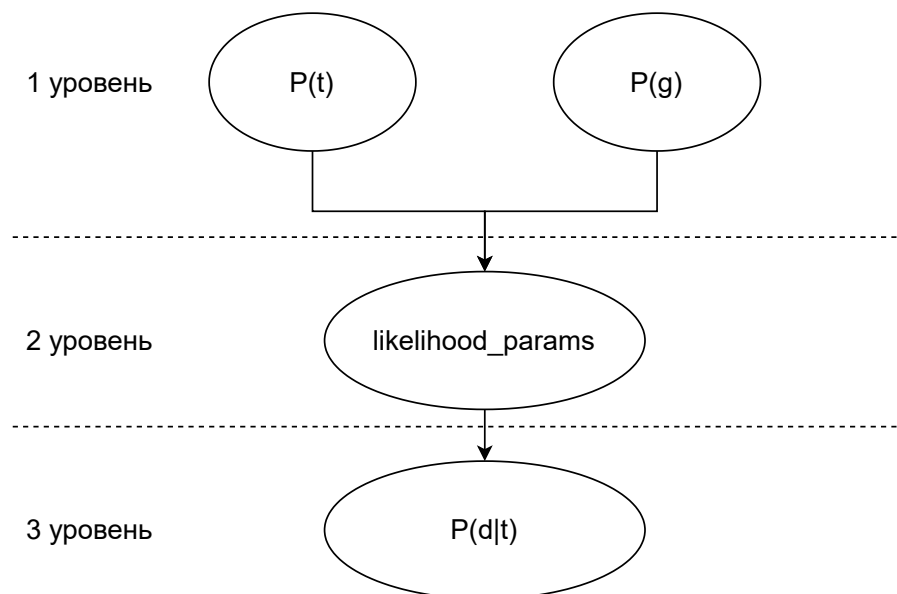 1 уровень
P(t)
P(g)
2 уровень
likelihood_params
3 уровень
P(d|t)